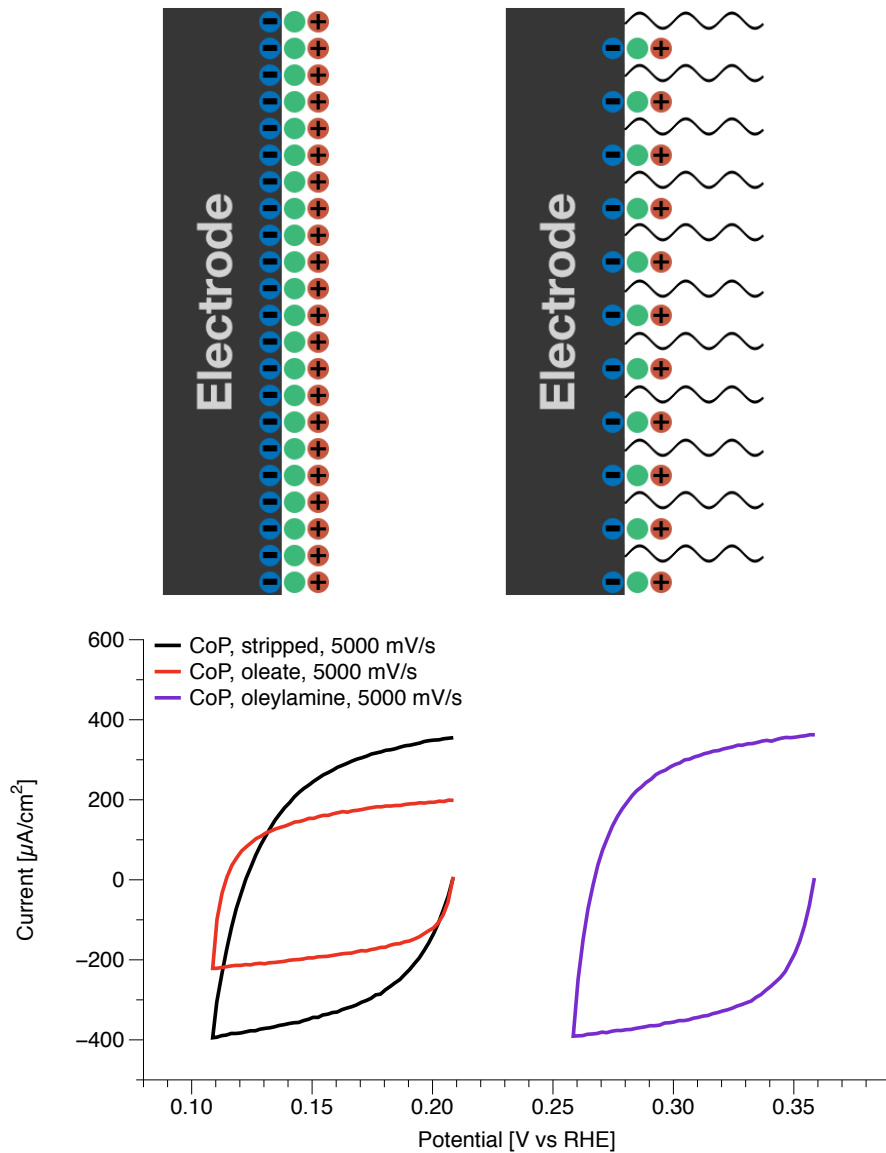 Electrode
Electrode
600
400
200
0
−200
−400
Current [µA/cm²]
CoP, stripped, 5000 mV/s
CoP, oleate, 5000 mV/s
CoP, oleylamine, 5000 mV/s
0.10 0.15 0.20 0.25 0.30 0.35
Potential [V vs RHE]